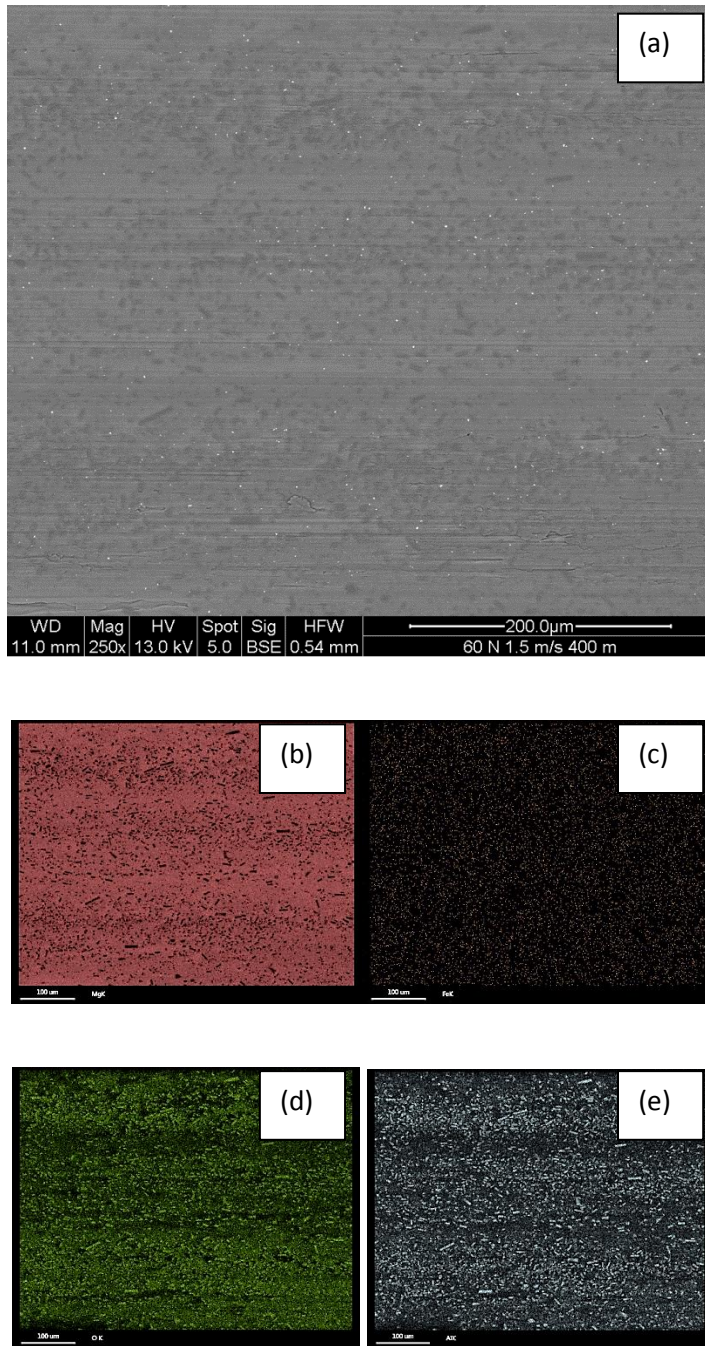 (a)
WD Mag HV Spot Sig HFW 200.0µm
11.0 mm 250x 13.0 kV 5.0 BSE 0.54 mm 60 N 1.5 m/s 400 m
(b) (c)
100 um MgK 100 um FeK
(d) (e)
100 um O K 100 um AlK